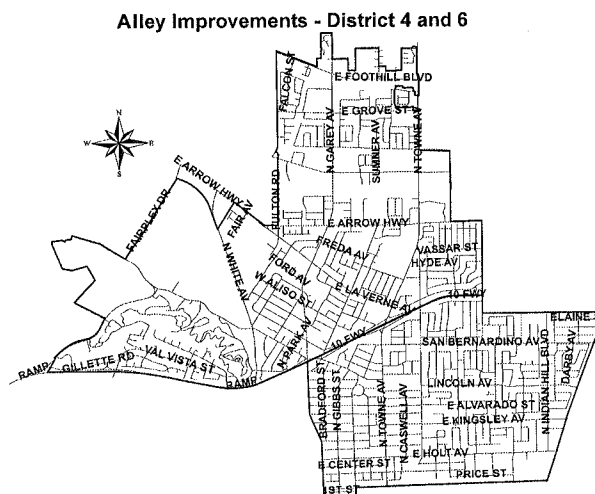 Alley Improvements - District 4 and 6
E FOOTHILL BLVD
FALCON ST
E GROVE ST
N GAREY AV
SUMNER AV
N TOWNE AV
N
W
S
E ARROW HWY
FULTON RD
FAIR AV
FAIRPLEX DR
E ARROW HWY
N WHITE AV
FREDA AV
VASSAR ST
HYDE AV
FORD AV
W ALISO ST
E LA VERNE AV
10 FWY
N PARK AV
10 FWY
ELAINE
SAN BERNARDINO AV
N INDIAN HILL BLVD
DARBY AV
VAL VISTA ST
GILLETTE RD
RAMP
RAMP
BRADFORD ST
N GIBBS ST
N TOWNE AV
N CASWELL AV
LINCOLN AV
E ALVARADO ST
E KINGSLEY AV
E HOLT AV
E CENTER ST
PRICE ST
1ST ST